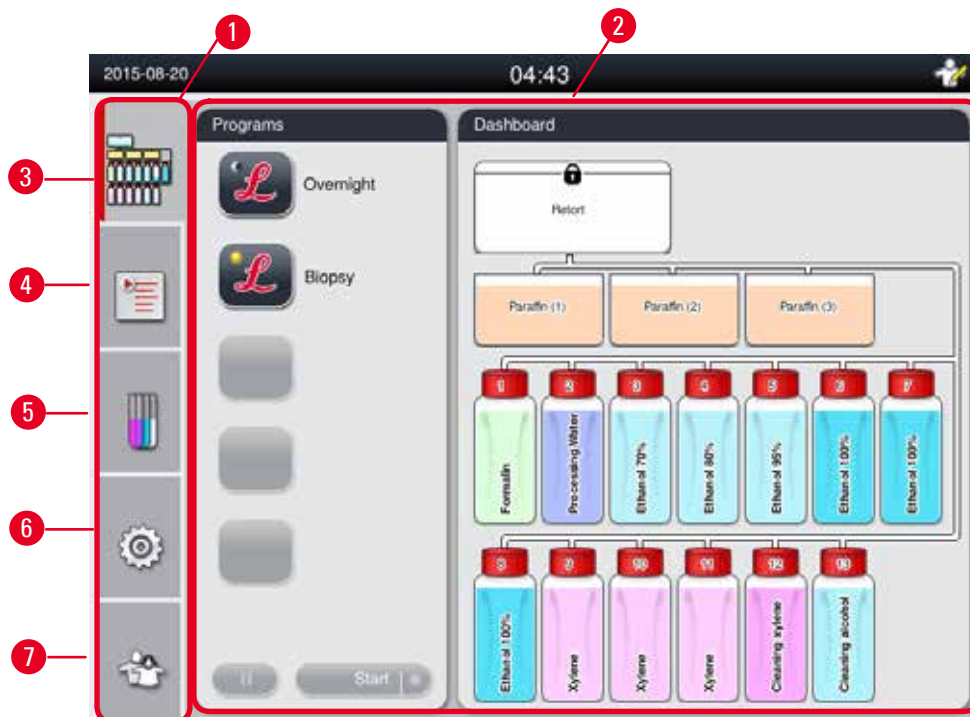 1
2
2015-08-20 04:43
3
4
5
6
7
Programs
L Overnight
L Biopsy
Start
Dashboard
Retort
Paraffin (1) Paraffin (2) Paraffin (3)
1 2 3 4 5 6 7
Formalin
Processing Water
Ethanol 70%
Ethanol 80%
Ethanol 95%
Ethanol 100%
Ethanol 100%
8 9 10 11 12 13
Ethanol 100%
Xylene
Xylene
Xylene
Cleaning xylene
Cleaning alcohol